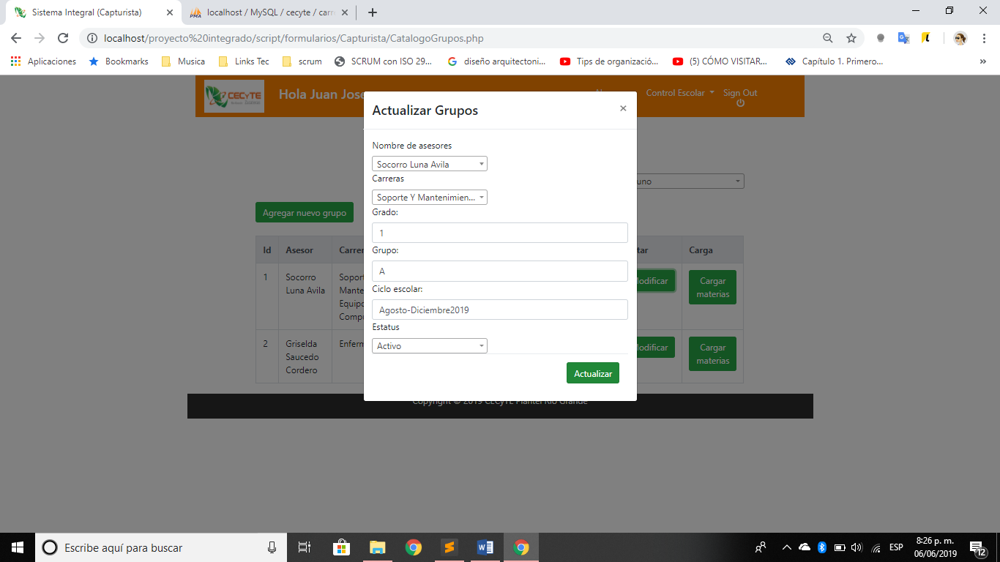 Sistema Integral (Capturista)
localhost / MySQL / cecyte / carr
localhost/proyecto%20integrado/script/formularios/Capturista/CatalogoGrupos.php
Aplicaciones
Bookmarks
Musica
Links Tec
scrum
SCRUM con ISO 29...
diseño arquitectoni...
Tips de organizació...
(5) CÓMO VISITAR...
Capítulo 1. Primero...
»
CECyTE
Hola Juan Jose
Control Escolar
Sign Out
Actualizar Grupos
×
Nombre de asesores
Socorro Luna Avila
Carreras
Soporte Y Mantenimien...
Grado:
1
Grupo:
A
Ciclo escolar:
Agosto-Diciembre2019
Estatus
Activo
Actualizar
uno
Agregar nuevo grupo
Id
Asesor
Carrer
tar
Carga
1
Socorro
Luna Avila
Soport
Mante
Equipo
Compu
odificar
Cargar
materias
2
Griselda
Saucedo
Cordero
Enferm
odificar
Cargar
materias
Copyright © 2019 CECyTE Plantel Rio Grande
Escribe aquí para buscar
ESP
8:26 p. m.
06/06/2019
12